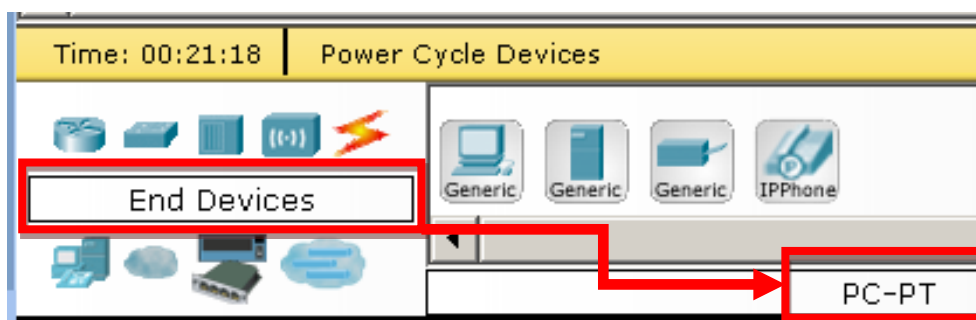 Time: 00:21:18 Power Cycle Devices
Generic Generic Generic IPPhone
End Devices
PC-PT